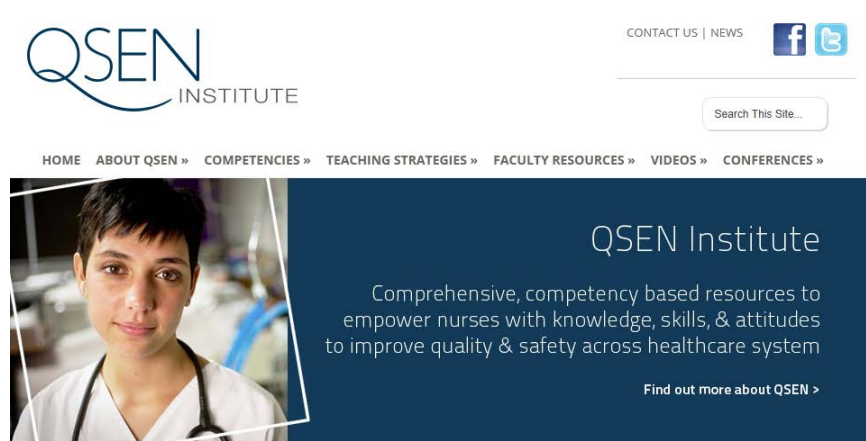 QSEN
INSTITUTE
CONTACT US | NEWS
Search This Site...
HOME ABOUT QSEN » COMPETENCIES » TEACHING STRATEGIES » FACULTY RESOURCES » VIDEOS » CONFERENCES »
QSEN Institute
Comprehensive, competency based resources to
empower nurses with knowledge, skills, & attitudes
to improve quality & safety across healthcare system
Find out more about QSEN >